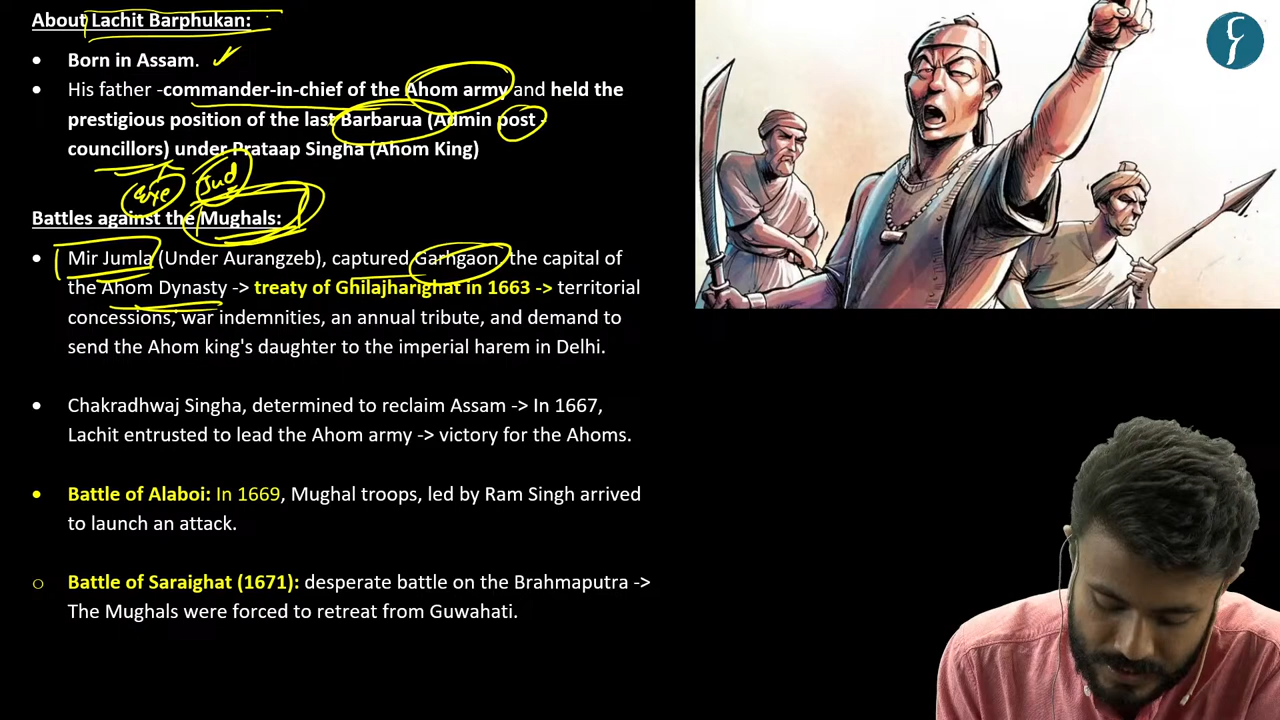 About Lachit Barphukan:
• Born in Assam.
• His father -commander-in-chief of the Ahom army and held the
prestigious position of the last Barbarua (Admin post -
councillors) under Prataap Singha (Ahom King)
Exe Jud
Battles against the Mughals:
• Mir Jumla (Under Aurangzeb), captured Garhgaon, the capital of
the Ahom Dynasty -> treaty of Ghilajharighat in 1663 -> territorial
concessions, war indemnities, an annual tribute, and demand to
send the Ahom king's daughter to the imperial harem in Delhi.
• Chakradhwaj Singha, determined to reclaim Assam -> In 1667,
Lachit entrusted to lead the Ahom army -> victory for the Ahoms.
• Battle of Alaboi: In 1669, Mughal troops, led by Ram Singh arrived
to launch an attack.
o Battle of Saraighat (1671): desperate battle on the Brahmaputra ->
The Mughals were forced to retreat from Guwahati.